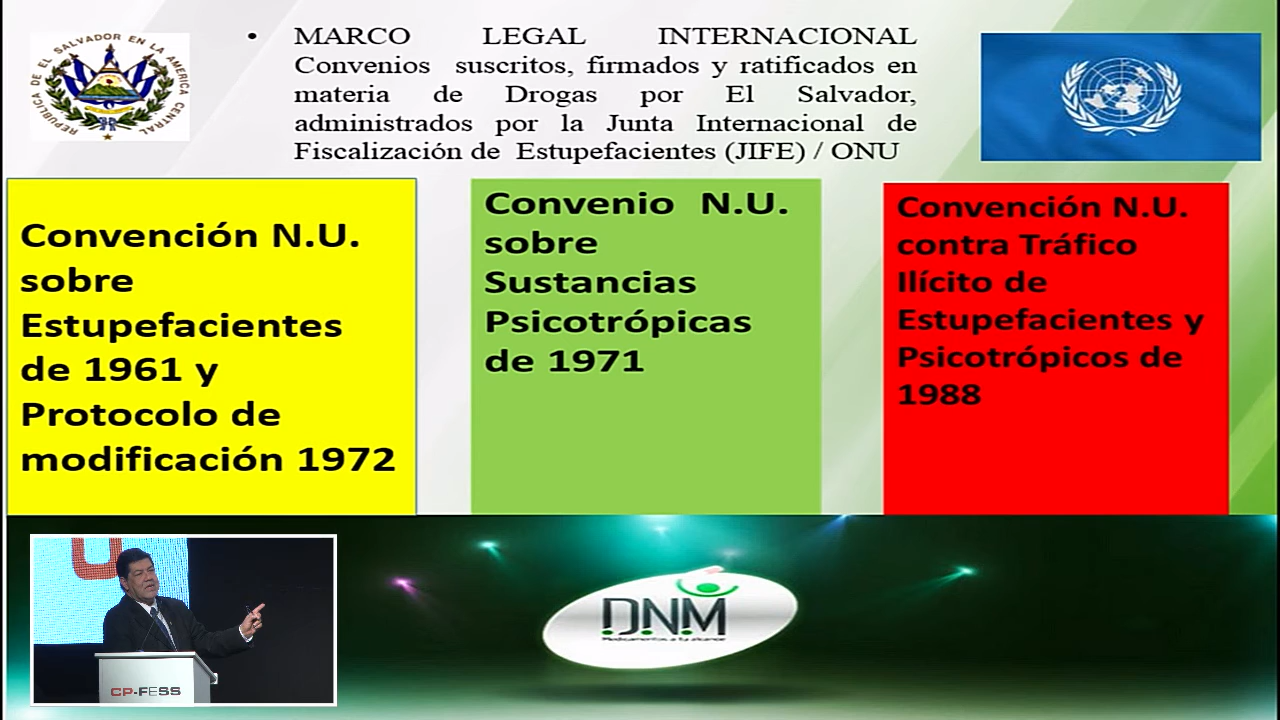 REPUBLICA DE EL SALVADOR EN LA AMERICA CENTRAL
• MARCO LEGAL INTERNACIONAL
Convenios suscritos, firmados y ratificados en
materia de Drogas por El Salvador,
administrados por la Junta Internacional de
Fiscalización de Estupefacientes (JIFE) / ONU
Convención N.U.
sobre
Estupefacientes
de 1961 y
Protocolo de
modificación 1972
Convenio N.U.
sobre
Sustancias
Psicotrópicas
de 1971
Convención N.U.
contra Tráfico
Ilícito de
Estupefacientes y
Psicotrópicos de
1988
D.N.M
Medicamentos a tu alcance
CP-FESS